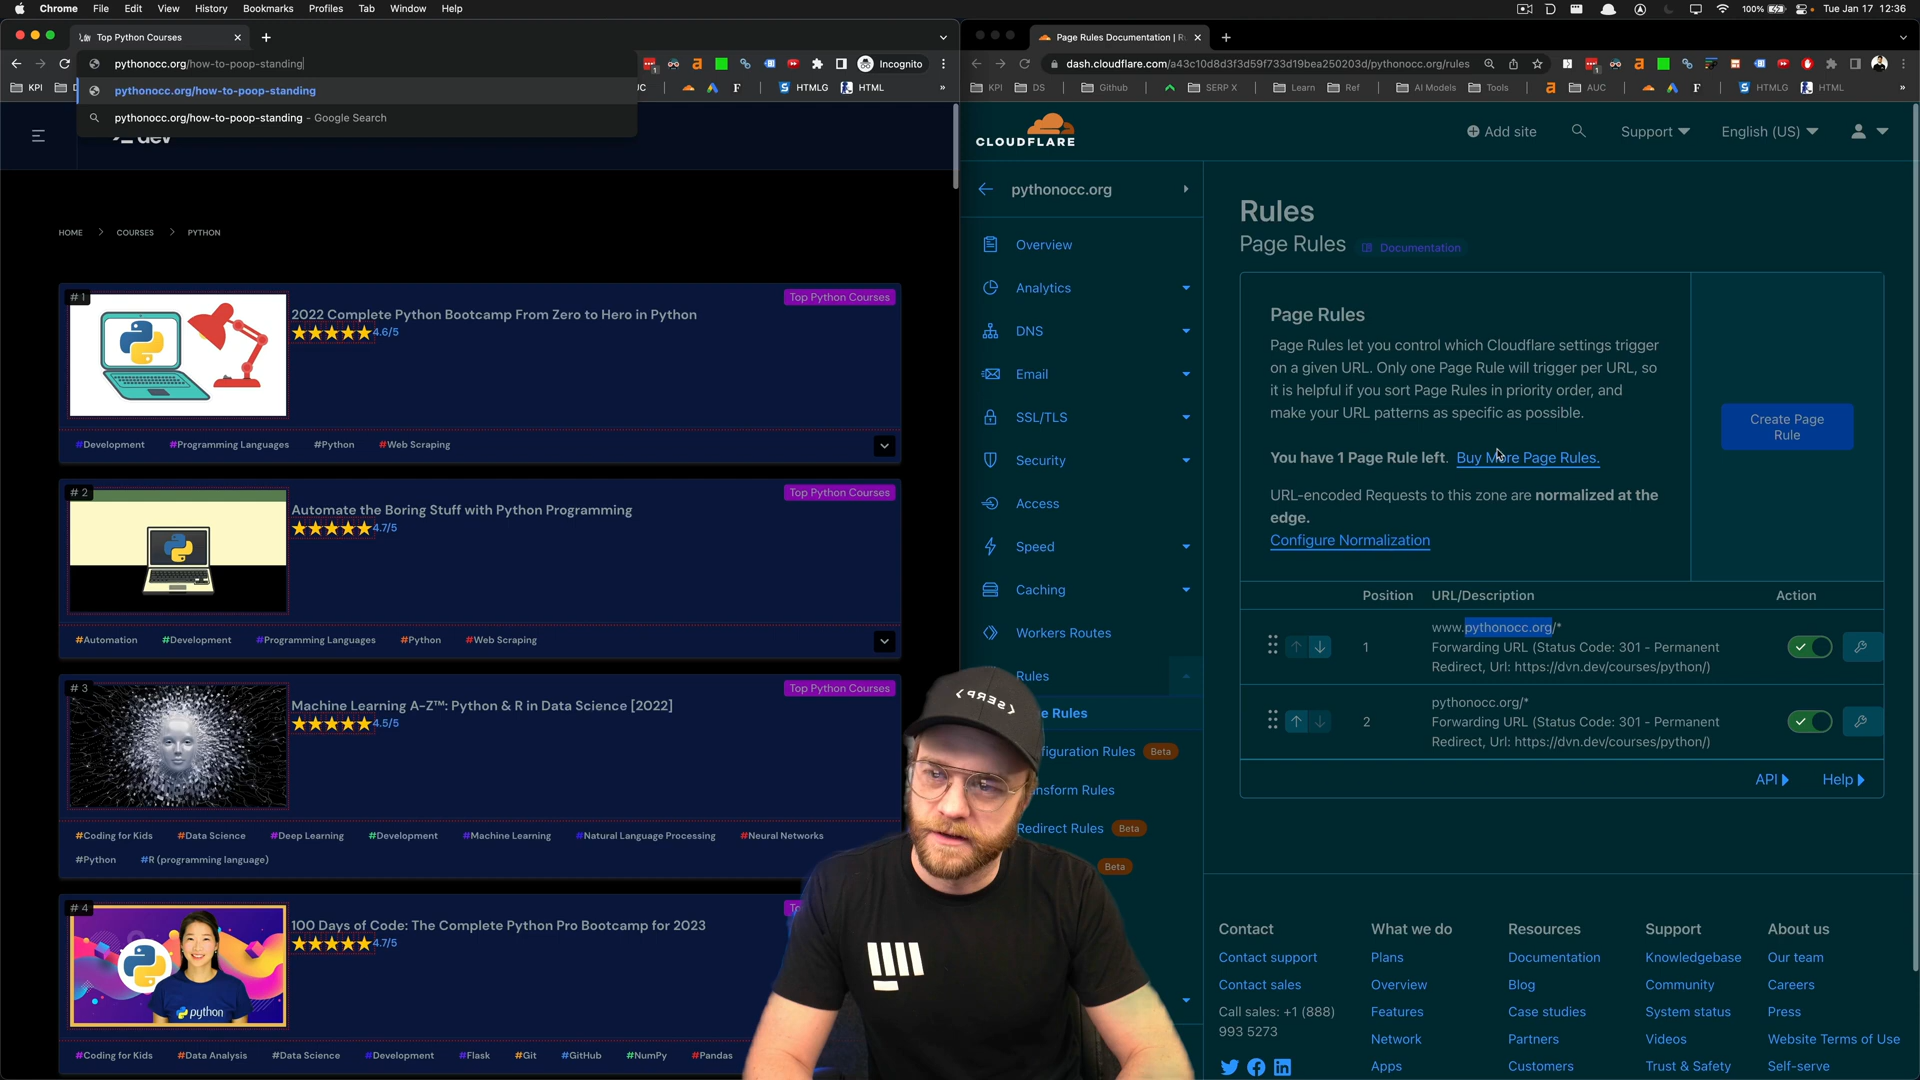 Chrome File Edit View History Bookmarks Profiles Tab Window Help
100% Tue Jan 17 12:36
Top Python Courses
pythonocc.org/how-to-poop-standing
Incognito
pythonocc.org/how-to-poop-standing
pythonocc.org/how-to-poop-standing - Google Search
KPI
HTMLG
HTML
»
dev
HOME > COURSES > PYTHON
# 1
Top Python Courses
2022 Complete Python Bootcamp From Zero to Hero in Python
4.6/5
#Development #Programming Languages #Python #Web Scraping
# 2
Top Python Courses
Automate the Boring Stuff with Python Programming
4.7/5
#Automation #Development #Programming Languages #Python #Web Scraping
# 3
Top Python Courses
Machine Learning A-Z™: Python & R in Data Science [2022]
4.5/5
#Coding for Kids #Data Science #Deep Learning #Development #Machine Learning #Natural Language Processing #Neural Networks
#Python #R (programming language)
# 4
100 Days of Code: The Complete Python Pro Bootcamp for 2023
4.7/5
python
#Coding for Kids #Data Analysis #Data Science #Development #Flask #Git #GitHub #NumPy #Pandas
Page Rules Documentation | R
dash.cloudflare.com/a43c10d8d3f3d59f733d19bea250203d/pythonocc.org/rules
KPI DS Github SERP X Learn Ref AI Models Tools AUC F HTMLG HTML »
CLOUDFLARE
Add site Support English (US)
pythonocc.org
Overview
Analytics
DNS
Email
SSL/TLS
Security
Access
Speed
Caching
Workers Routes
Rules
Rules
figuration Rules Beta
nsform Rules
Redirect Rules Beta
Beta
Rules
Page Rules Documentation
Page Rules
Page Rules let you control which Cloudflare settings trigger
on a given URL. Only one Page Rule will trigger per URL, so
it is helpful if you sort Page Rules in priority order, and
make your URL patterns as specific as possible.
You have 1 Page Rule left. Buy More Page Rules.
URL-encoded Requests to this zone are normalized at the
edge.
Configure Normalization
Create Page
Rule
Position URL/Description Action
1
www.pythonocc.org/*
Forwarding URL (Status Code: 301 - Permanent
Redirect, Url: https://dvn.dev/courses/python/)
2
pythonocc.org/*
Forwarding URL (Status Code: 301 - Permanent
Redirect, Url: https://dvn.dev/courses/python/)
API Help
Contact
Contact support
Contact sales
Call sales: +1 (888)
993 5273
What we do
Plans
Overview
Features
Network
Apps
Resources
Documentation
Blog
Case studies
Partners
Customers
Support
Knowledgebase
Community
System status
Videos
Trust & Safety
About us
Our team
Careers
Press
Website Terms of Use
Self-serve